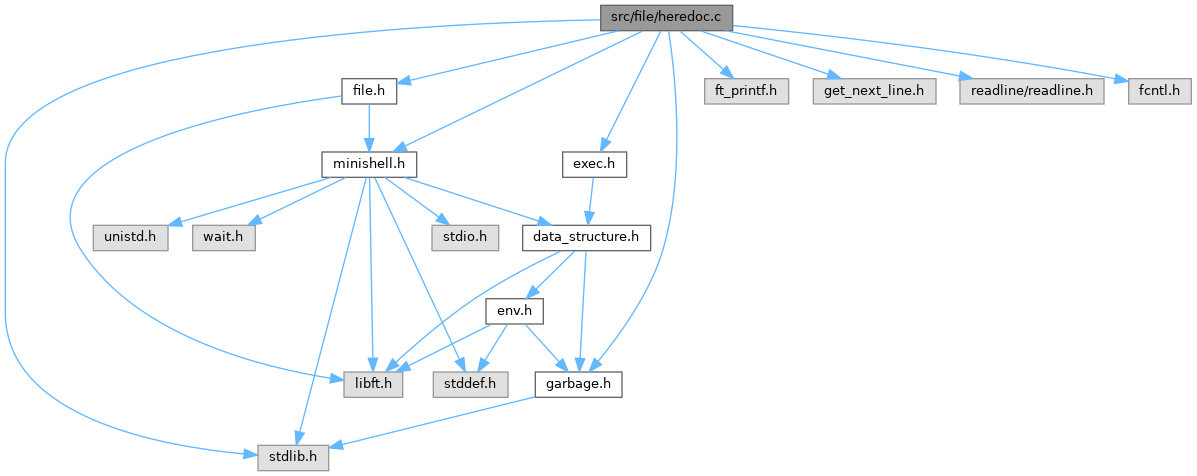 src/file/heredoc.c
file.h
ft_printf.h
get_next_line.h
readline/readline.h
fcntl.h
minishell.h
exec.h
unistd.h
wait.h
stdio.h
data_structure.h
env.h
libft.h
stddef.h
garbage.h
stdlib.h